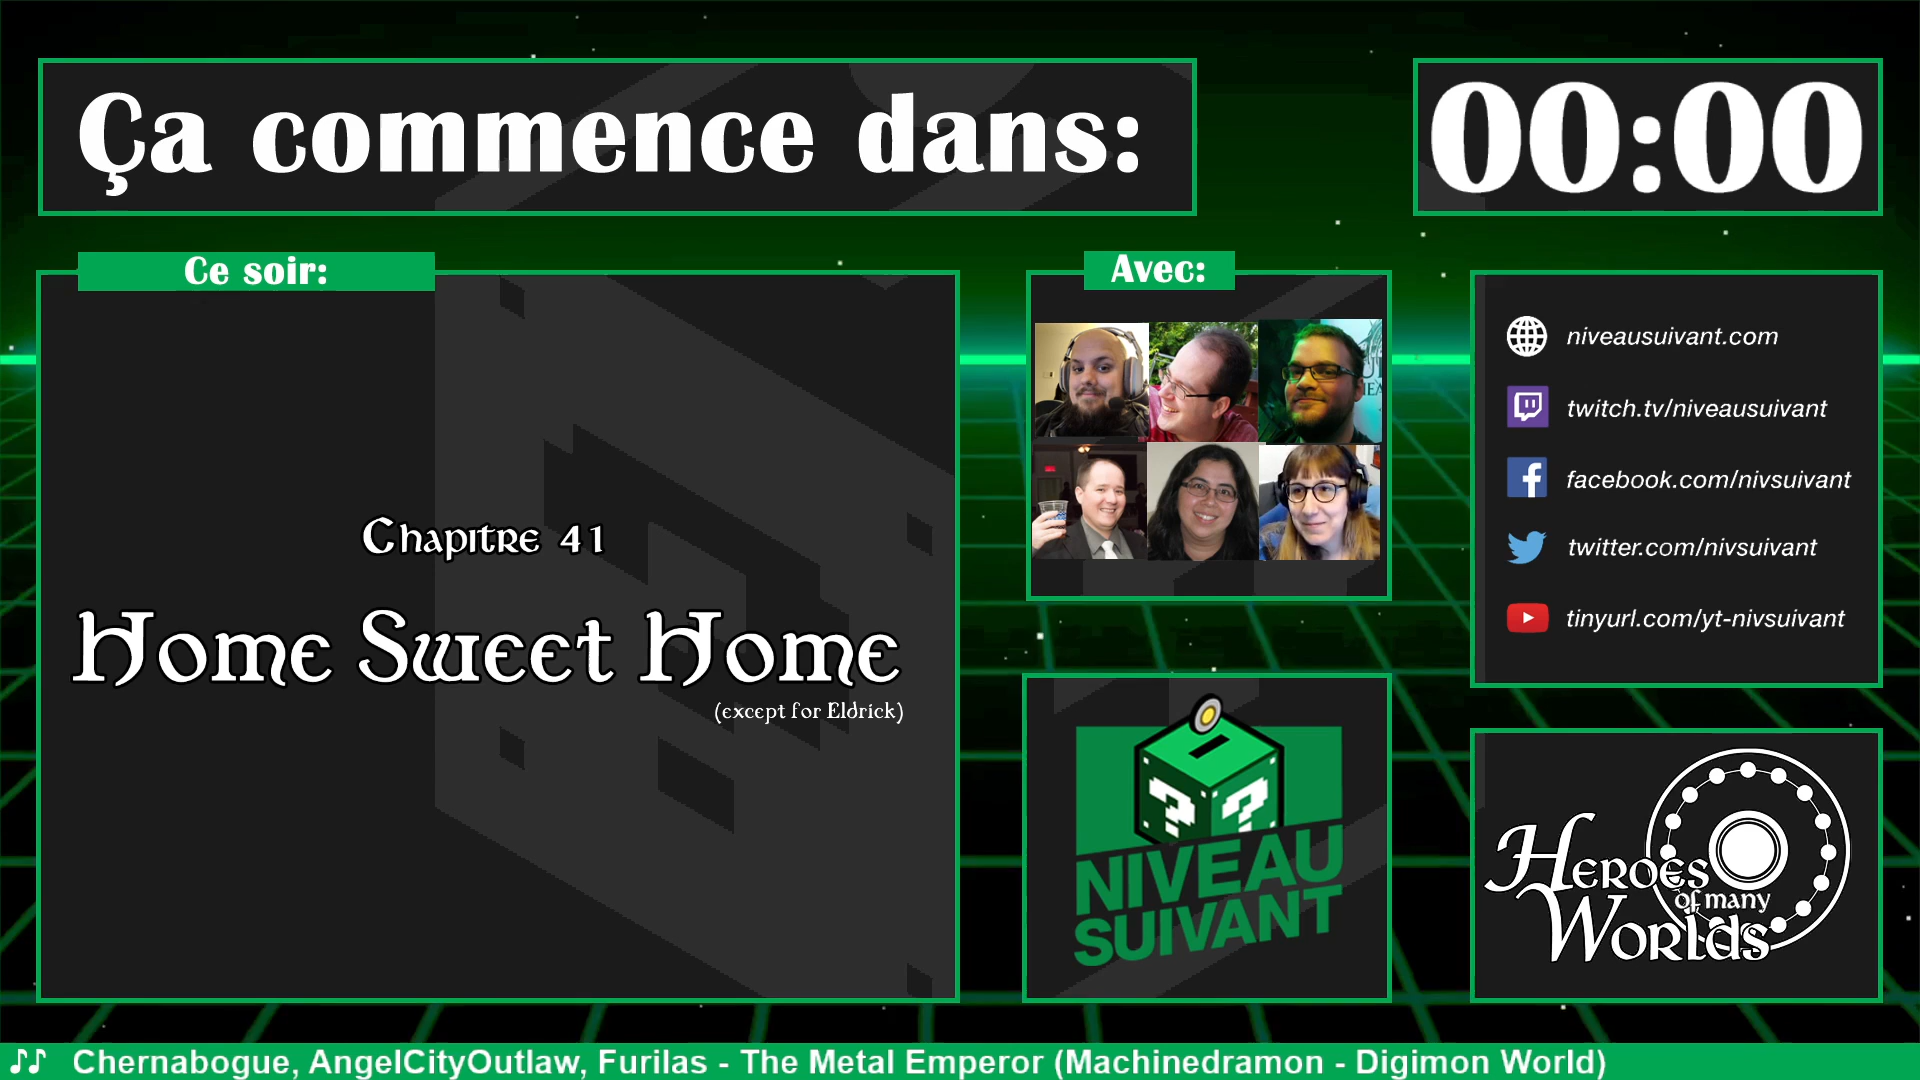 Ça commence dans:
00:00
Ce soir:
Chapitre 41
Home Sweet Home
(except for Eldrick)
Avec:
niveausuivant.com
twitch.tv/niveausuivant
facebook.com/nivsuivant
twitter.com/nivsuivant
tinyurl.com/yt-nivsuivant
? ?
NIVEAU
SUIVANT
Heroes
of many
Worlds
♪♪ Chernabogue, AngelCityOutlaw, Furilas - The Metal Emperor (Machinedramon - Digimon World)